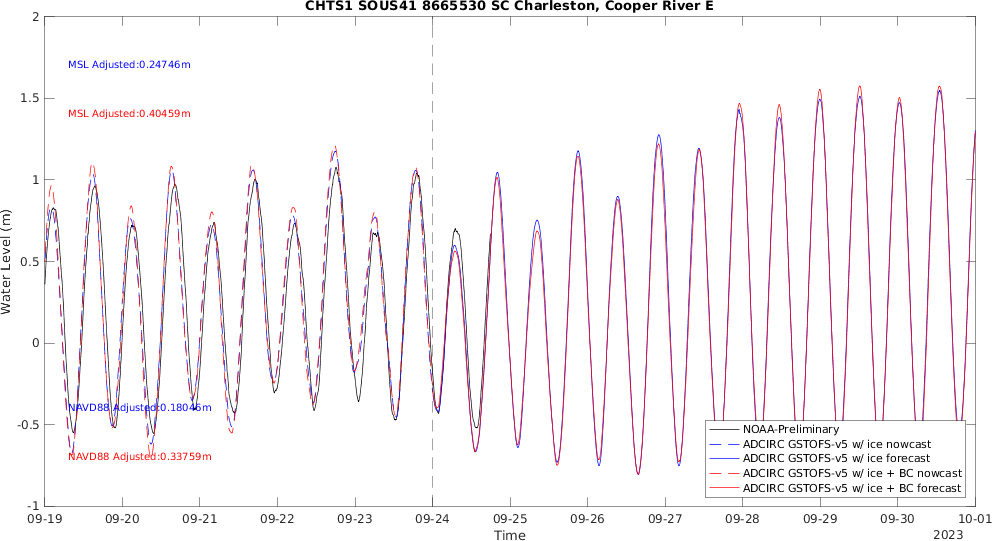 CHTS1 SOUS41 8665530 SC Charleston, Cooper River E
2
1.5
1
0.5
0
-0.5
-1
Water Level (m)
MSL Adjusted:0.24746m
MSL Adjusted:0.40459m
NAVD88 Adjusted:0.18046m
NAVD88 Adjusted:0.33759m
NOAA-Preliminary
ADCIRC GSTOFS-v5 w/ ice nowcast
ADCIRC GSTOFS-v5 w/ ice forecast
ADCIRC GSTOFS-v5 w/ ice + BC nowcast
ADCIRC GSTOFS-v5 w/ ice + BC forecast
09-19 09-20 09-21 09-22 09-23 09-24 09-25 09-26 09-27 09-28 09-29 09-30 10-01
Time
2023